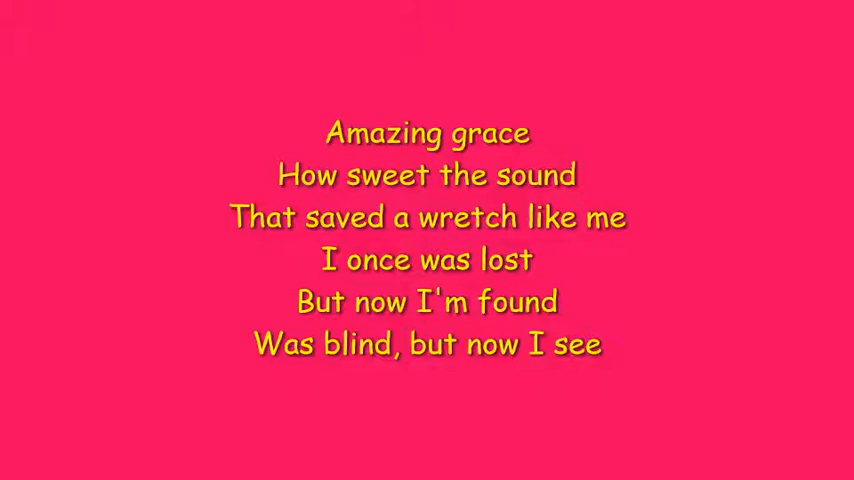 Amazing grace
How sweet the sound
That saved a wretch like me
I once was lost
But now I'm found
Was blind, but now I see